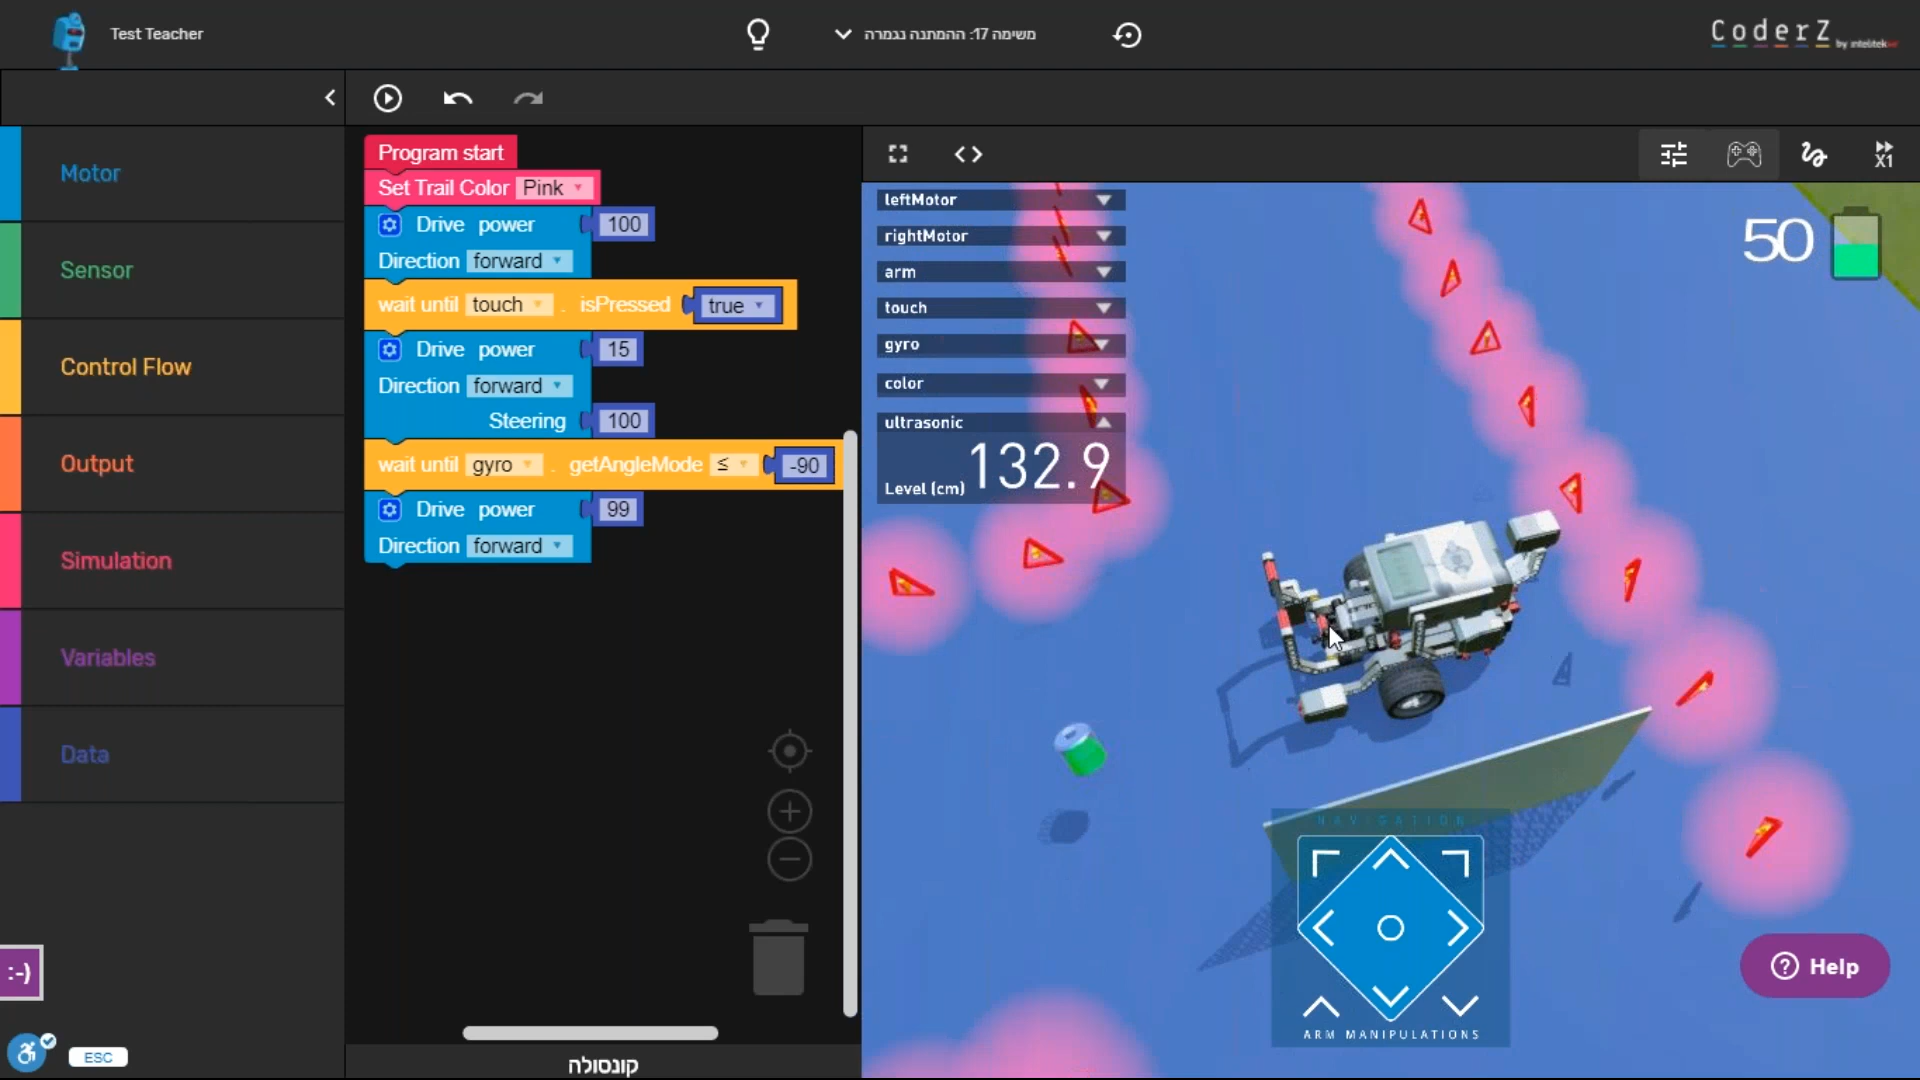 Test Teacher
משימה 17: ההמתנה נגמרה
CoderZ by intelitek
Motor
Sensor
Control Flow
Output
Simulation
Variables
Data
:-)
ESC
Program start
Set Trail Color Pink
Drive power 100
Direction forward
wait until touch . isPressed true
Drive power 15
Direction forward
Steering 100
wait until gyro . getAngleMode ≤ -90
Drive power 99
Direction forward
קונסולה
X1
leftMotor
rightMotor
arm
touch
gyro
color
ultrasonic
132.9
Level (cm)
50
NAVIGATION
ARM MANIPULATIONS
? Help